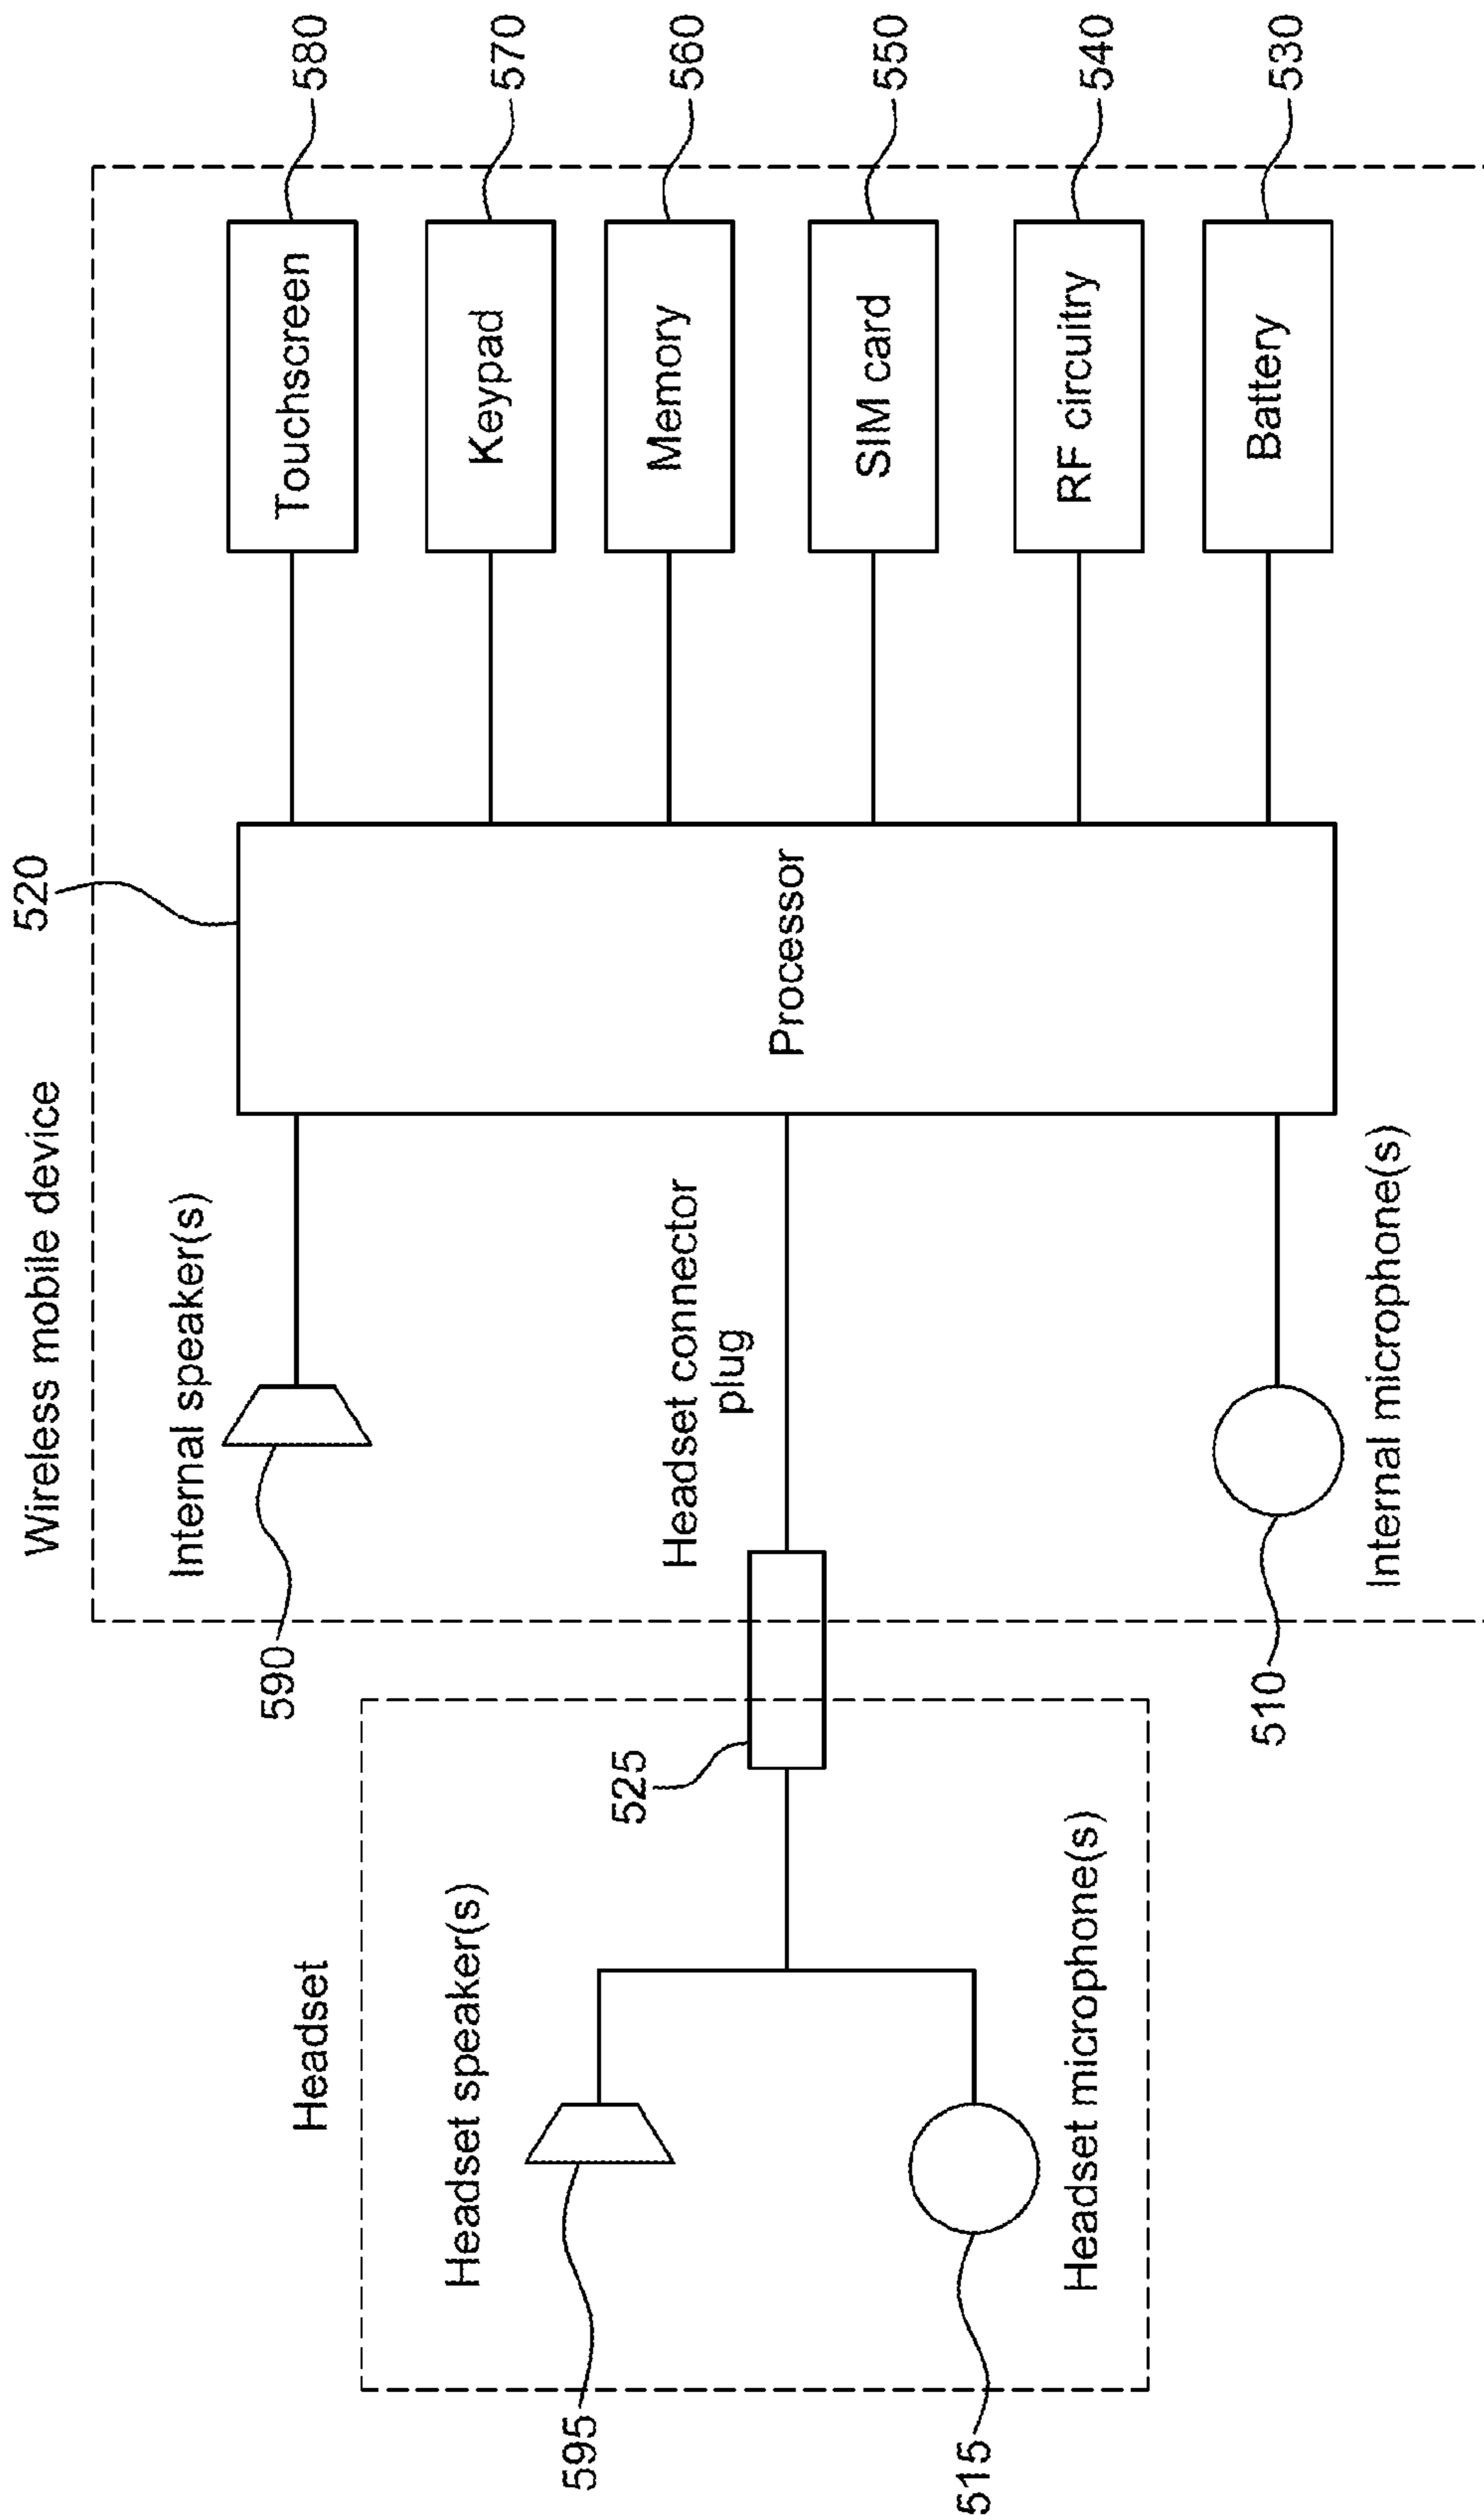 Wireless mobile device
520
Headset
Internal speaker(s)
590
Touchscreen
580
Headset speaker(s)
595
Keypad
570
525
Headset connector
plug
Memory
560
Processor
SIM card
550
515
Headset microphone(s)
RF circuitry
540
510
Internal microphone(s)
Battery
530